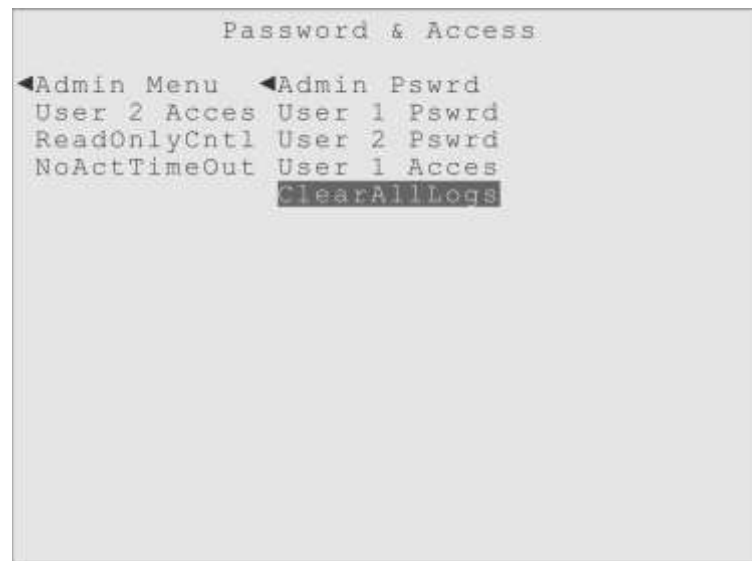 Password & Access
◄Admin Menu ◄Admin Pswrd
User 2 Acces User 1 Pswrd
ReadOnlyCntl User 2 Pswrd
NoActTimeOut User 1 Acces
ClearAllLogs